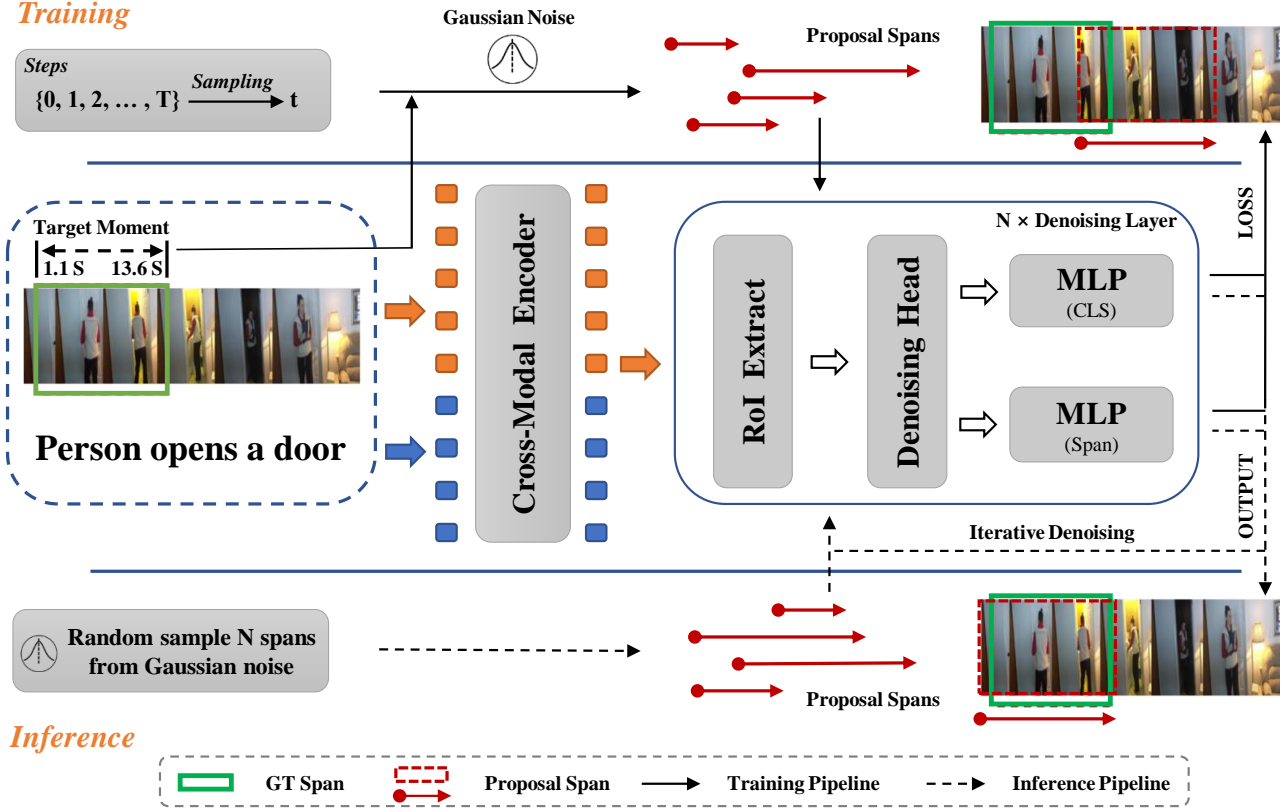 Training
Steps
{0, 1, 2, … , T}
Sampling
t
Gaussian Noise
Proposal Spans
Target Moment
1.1 S
13.6 S
Person opens a door
Cross-Modal Encoder
N × Denoising Layer
RoI Extract
Denoising Head
MLP
(CLS)
MLP
(Span)
LOSS
OUTPUT
Iterative Denoising
Random sample N spans
from Gaussian noise
Proposal Spans
Inference
GT Span
Proposal Span
Training Pipeline
Inference Pipeline